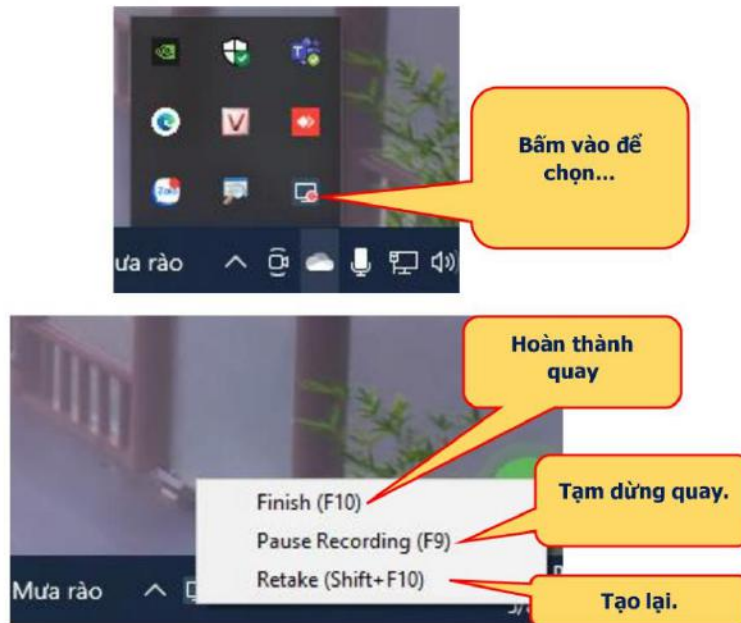 Bấm vào để
chọn...
ưa rào
Hoàn thành
quay
Finish (F10)
Tạm dừng quay.
Pause Recording (F9)
Retake (Shift+F10)
Mưa rào
Tạo lại.